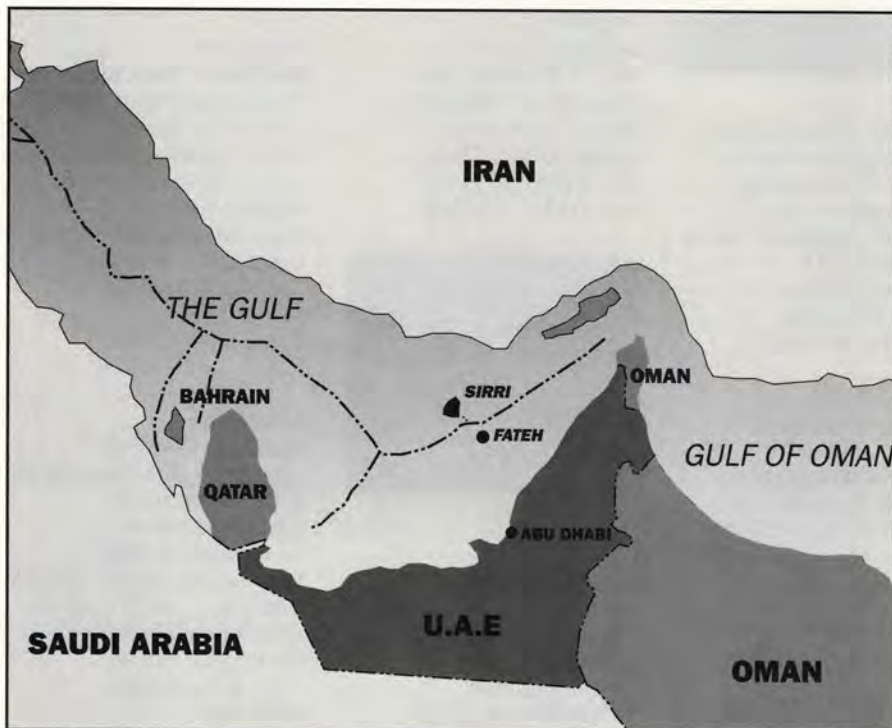 IRAN
THE GULF
OMAN
SIRRI
BAHRAIN
FATEH
GULF OF OMAN
QATAR
ABU DHABI
U.A.E
SAUDI ARABIA
OMAN